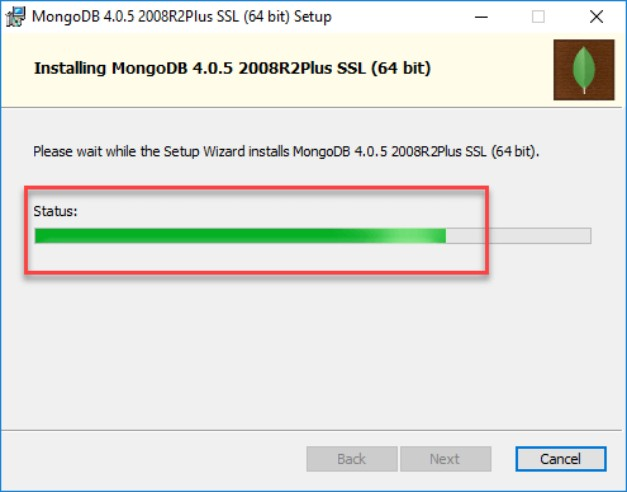 MongoDB 4.0.5 2008R2Plus SSL (64 bit) Setup
Installing MongoDB 4.0.5 2008R2Plus SSL (64 bit)
Please wait while the Setup Wizard installs MongoDB 4.0.5 2008R2Plus SSL (64 bit).
Status:
Back Next Cancel